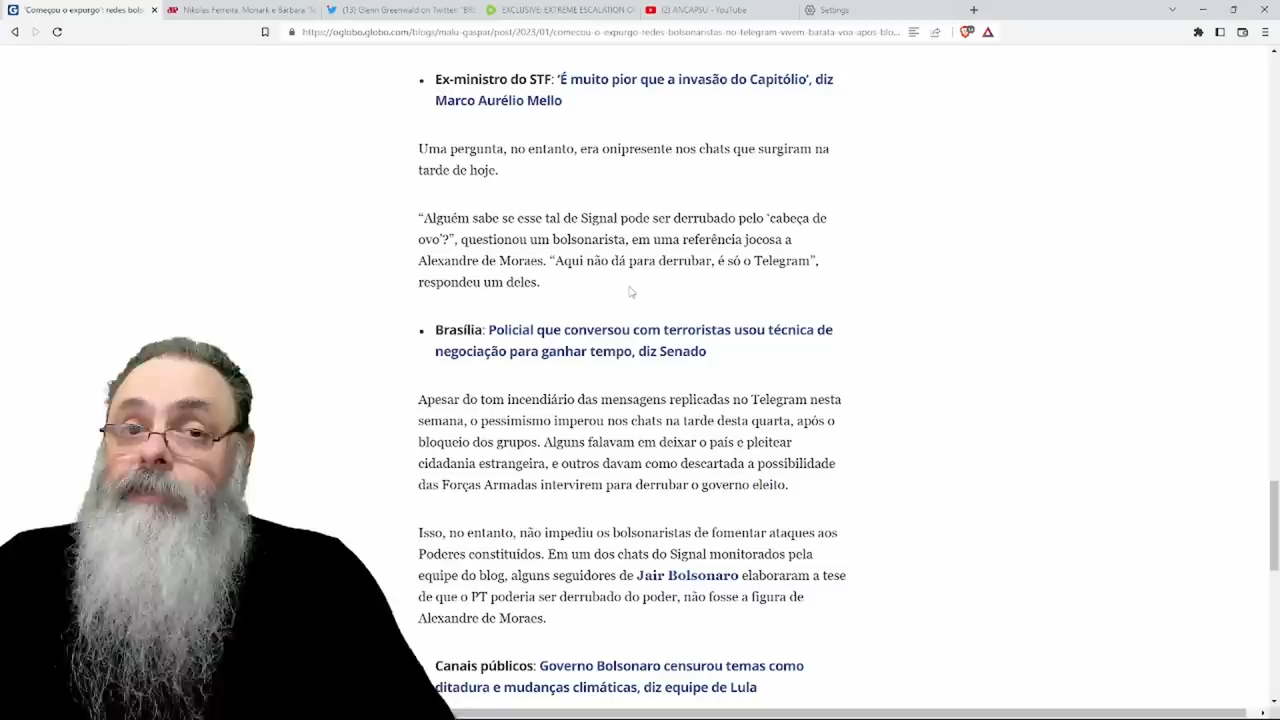 'Começou o expurgo': redes bols
Nikolas Ferreira, Monark e Bárbara Te
(13) Glenn Greenwald on Twitter: "BR
EXCLUSIVE: EXTREME ESCALATION OF
(2) ANCAPSU - YouTube
Settings
https://oglobo.globo.com/blogs/malu-gaspar/post/2023/01/comecou-o-expurgo-redes-bolsonaristas-no-telegram-vivem-barata-voa-apos-blo...
• Ex-ministro do STF: 'É muito pior que a invasão do Capitólio', diz
Marco Aurélio Mello
Uma pergunta, no entanto, era onipresente nos chats que surgiram na
tarde de hoje.
“Alguém sabe se esse tal de Signal pode ser derrubado pelo ‘cabeça de
ovo’?”, questionou um bolsonarista, em uma referência jocosa a
Alexandre de Moraes. “Aqui não dá para derrubar, é só o Telegram”,
respondeu um deles.
• Brasília: Policial que conversou com terroristas usou técnica de
negociação para ganhar tempo, diz Senado
Apesar do tom incendiário das mensagens replicadas no Telegram nesta
semana, o pessimismo imperou nos chats na tarde desta quarta, após o
bloqueio dos grupos. Alguns falavam em deixar o país e pleitear
cidadania estrangeira, e outros davam como descartada a possibilidade
das Forças Armadas intervirem para derrubar o governo eleito.
Isso, no entanto, não impediu os bolsonaristas de fomentar ataques aos
Poderes constituídos. Em um dos chats do Signal monitorados pela
equipe do blog, alguns seguidores de Jair Bolsonaro elaboraram a tese
de que o PT poderia ser derrubado do poder, não fosse a figura de
Alexandre de Moraes.
Canais públicos: Governo Bolsonaro censurou temas como
ditadura e mudanças climáticas, diz equipe de Lula